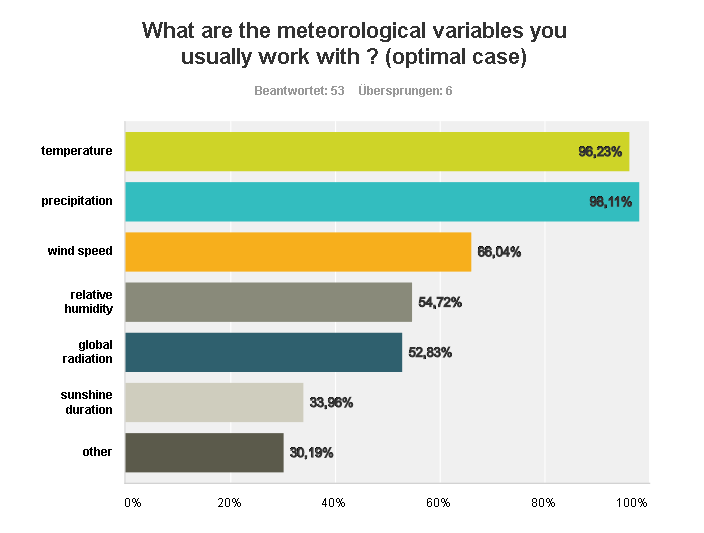 What are the meteorological variables you
usually work with ? (optimal case)
Beantwortet: 53 Übersprungen: 6
temperature
96,23%
precipitation
98,11%
wind speed
66,04%
relative
humidity
54,72%
global
radiation
52,83%
sunshine
duration
33,96%
other
30,19%
0% 20% 40% 60% 80% 100%